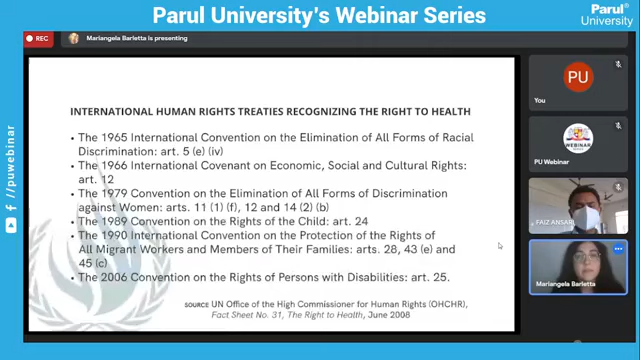 Parul University's Webinar Series
Parul®
University
REC
Mariangela Barletta is presenting
INTERNATIONAL HUMAN RIGHTS TREATIES RECOGNIZING THE RIGHT TO HEALTH
• The 1965 International Convention on the Elimination of All Forms of Racial
Discrimination: art. 5 (e) (iv)
• The 1966 International Covenant on Economic, Social and Cultural Rights:
art. 12
• The 1979 Convention on the Elimination of All Forms of Discrimination
against Women: arts. 11 (1) (f), 12 and 14 (2) (b)
• The 1989 Convention on the Rights of the Child: art. 24
• The 1990 International Convention on the Protection of the Rights of
All Migrant Workers and Members of Their Families: arts. 28, 43 (e) and
45 (c)
• The 2006 Convention on the Rights of Persons with Disabilities: art. 25.
SOURCE UN Office of the High Commissioner for Human Rights (OHCHR),
Fact Sheet No. 31, The Right to Health, June 2008
PU
You
WEBINAR
PU Webinar
FAIZ ANSARI
Mariangela Barletta
/puwebinar